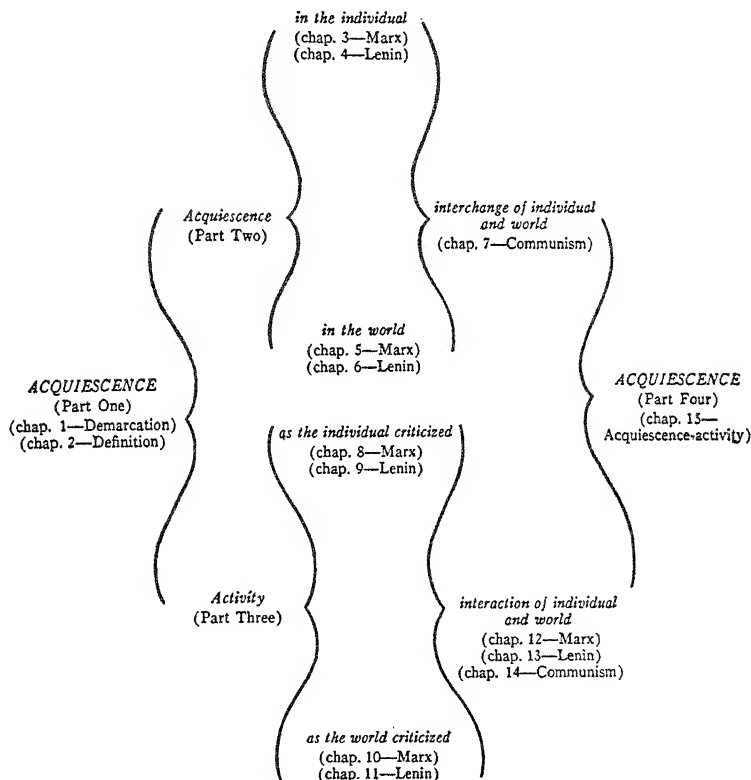 in the individual
(chap. 3—Marx)
(chap. 4—Lenin)
Acquiescence
(Part Two)
interchange of individual
and world
(chap. 7—Communism)
in the world
(chap. 5—Marx)
(chap. 6—Lenin)
ACQUIESCENCE
(Part One)
(chap. 1—Demarcation)
(chap. 2—Definition)
ACQUIESCENCE
(Part Four)
(chap. 15—
Acquiescence-activity)
as the individual criticized
(chap. 8—Marx)
(chap. 9—Lenin)
Activity
(Part Three)
interaction of individual
and world
(chap. 12—Marx)
(chap. 13—Lenin)
(chap. 14—Communism)
as the world criticized
(chap. 10—Marx)
(chap. 11—Lenin)